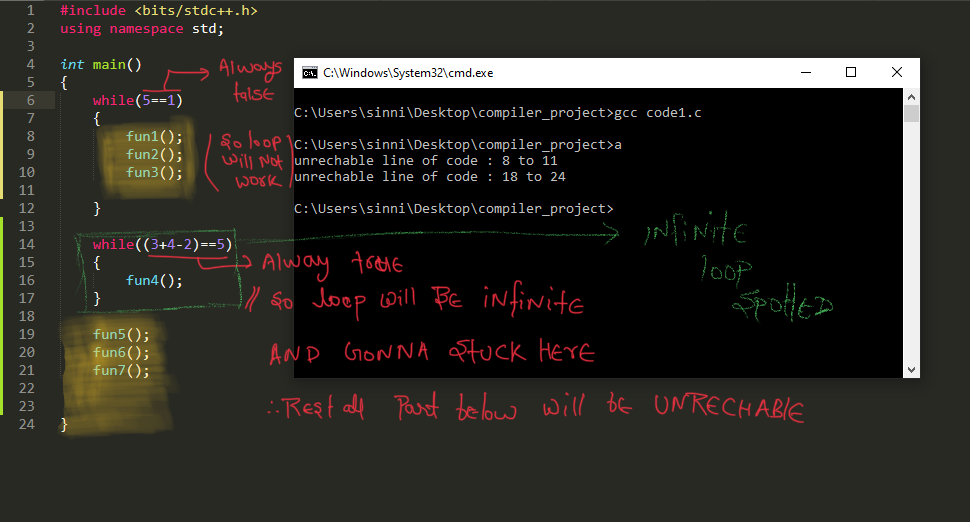 1 #include <bits/stdc++.h>
2 using namespace std;
3
4 int main()
5 {
6 while(5==1)
7 {
8 fun1();
9 fun2();
10 fun3();
11
12 }
13
14 while((3+4-2)==5)
15 {
16 fun4();
17 }
18
19 fun5();
20 fun6();
21 fun7();
22
23
24 }
Always
false
So loop
will Not
work
C:\Windows\System32\cmd.exe
C:\Users\sinni\Desktop\compiler_project>gcc code1.c
C:\Users\sinni\Desktop\compiler_project>a
unrechable line of code : 8 to 11
unrechable line of code : 18 to 24
C:\Users\sinni\Desktop\compiler_project>
INfiNitE
loop
SpottED
Alway true
// So loop will BE iNfiNitE
AND GONNA STUCK HERE
∴ Rest all Part below will be UNRECHABLE